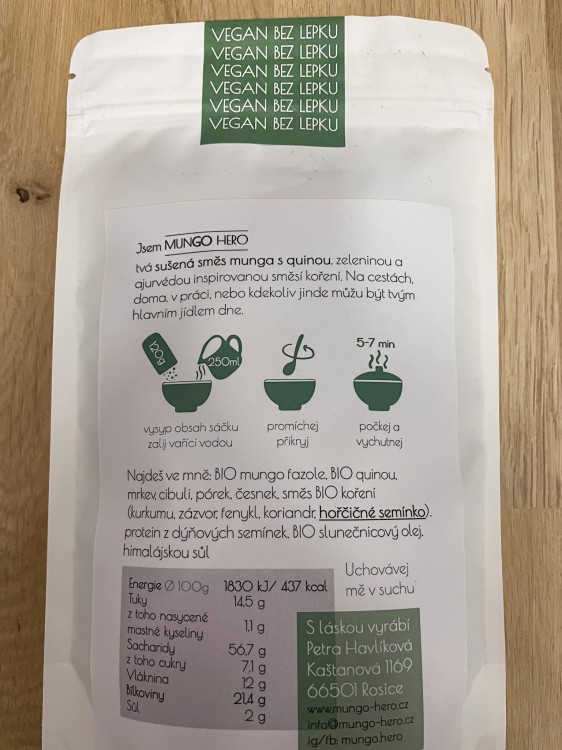 VEGAN BEZ LEPKU
VEGAN BEZ LEPKU
VEGAN BEZ LEPKU
VEGAN BEZ LEPKU
VEGAN BEZ LEPKU
VEGAN BEZ LEPKU
Jsem MUNGO HERO
tvá sušená směs munga s quinou, zeleninou a
ajurvédou inspirovanou směsí koření. Na cestách,
doma, v práci, nebo kdekoliv jinde můžu být tvým
hlavním jídlem dne.
120g
250ml
5-7 min
vysyp obsah sáčku
zalij vařící vodou
promíchej
přikryj
počkej a
vychutnej
Najdeš ve mně: BIO mungo fazole, BIO quinou,
mrkev, cibuli, pórek, česnek, směs BIO koření
(kurkumu, zázvor, fenykl, koriandr, hořčičné semínko),
protein z dýňových semínek, BIO slunečnicový olej,
himalájskou sůl
Energie Ø 100g 1830 kJ/ 437 kcal
Tuky 14,5 g
z toho nasycené
mastné kyseliny 1,1 g
Sacharidy 56,7 g
z toho cukry 7,1 g
Vláknina 12 g
Bílkoviny 21,4 g
Sůl 2 g
Uchovávej
mě v suchu
S láskou vyrábí
Petra Havlíková
Kaštanová 1169
66501 Rosice
www.mungo-hero.cz
info@mungo-hero.cz
ig/fb: mungo.hero